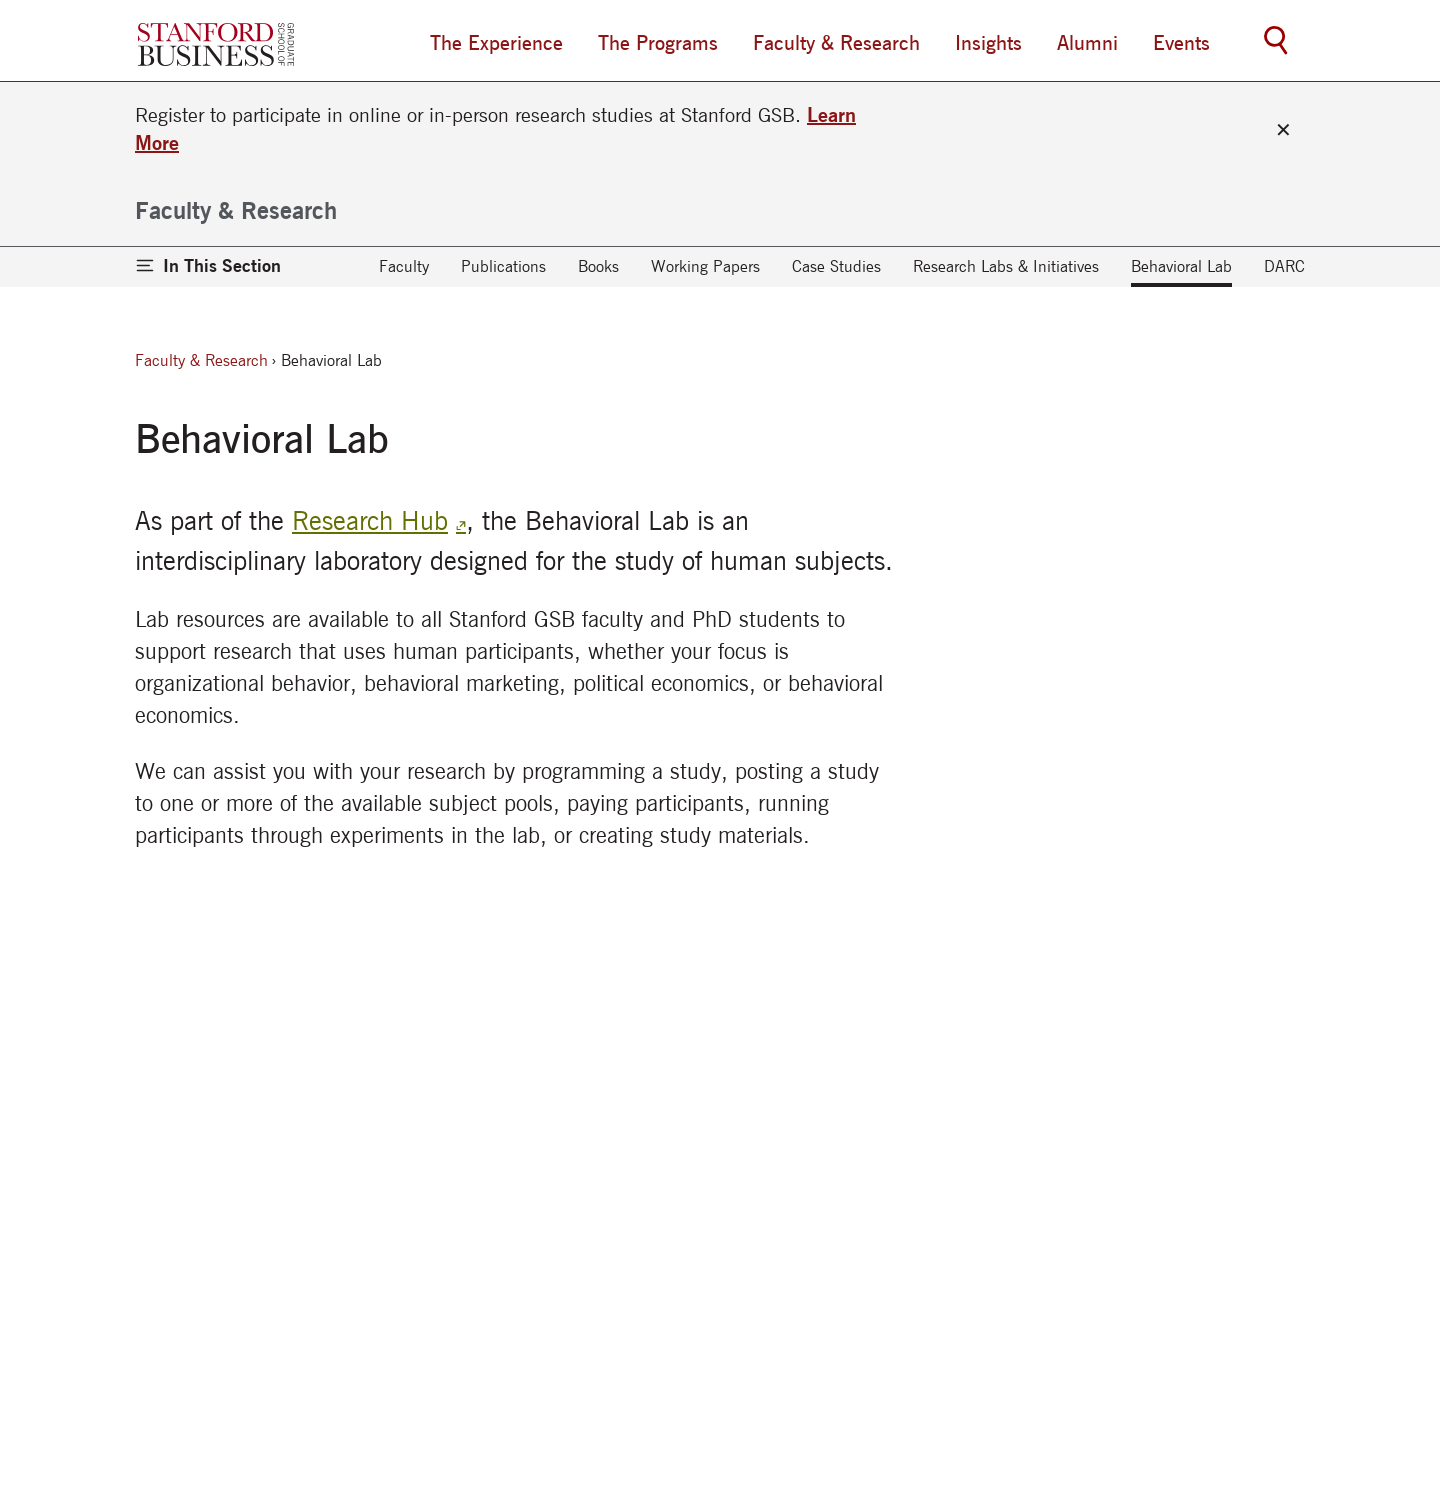 STANFORD
BUSINESS
GRADUATE
SCHOOL OF
The Experience
The Programs
Faculty & Research
Insights
Alumni
Events
Register to participate in online or in-person research studies at Stanford GSB. Learn
More
Faculty & Research
In This Section
Faculty
Publications
Books
Working Papers
Case Studies
Research Labs & Initiatives
Behavioral Lab
DARC
Faculty & Research › Behavioral Lab
Behavioral Lab
As part of the Research Hub, the Behavioral Lab is an
interdisciplinary laboratory designed for the study of human subjects.
Lab resources are available to all Stanford GSB faculty and PhD students to
support research that uses human participants, whether your focus is
organizational behavior, behavioral marketing, political economics, or behavioral
economics.
We can assist you with your research by programming a study, posting a study
to one or more of the available subject pools, paying participants, running
participants through experiments in the lab, or creating study materials.